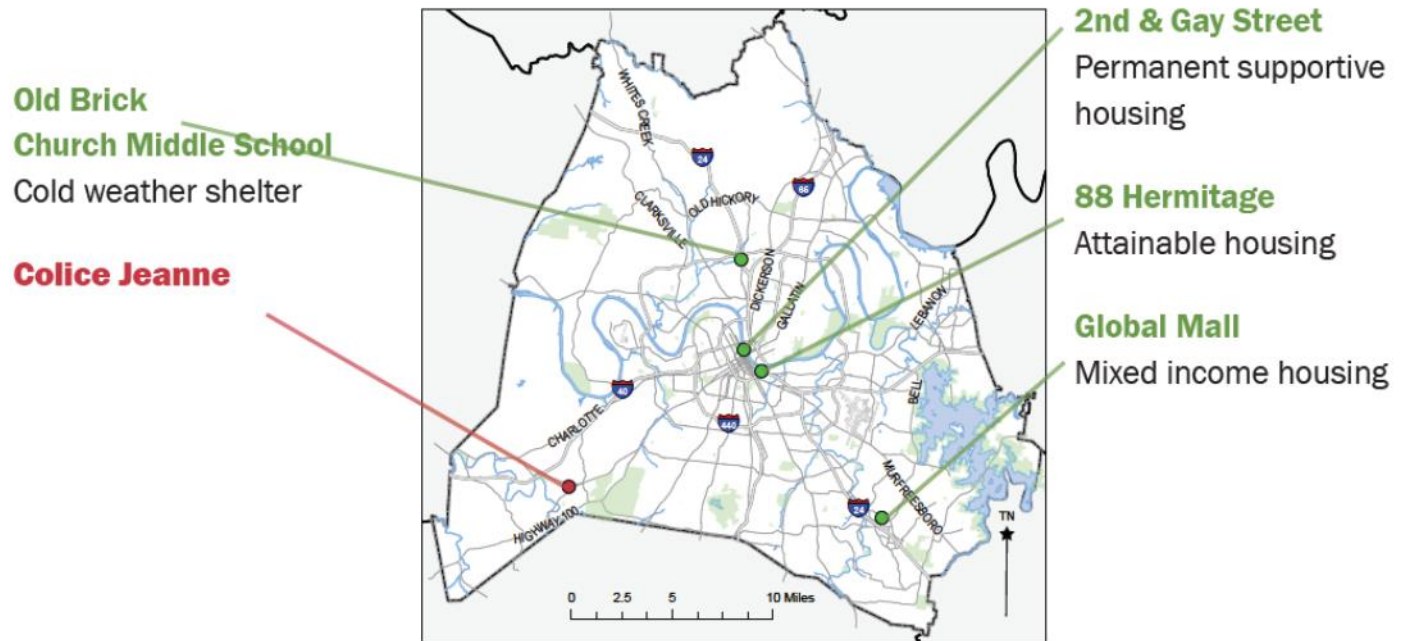 Old Brick
Church Middle School
Cold weather shelter
Colice Jeanne
2nd & Gay Street
Permanent supportive
housing
88 Hermitage
Attainable housing
Global Mall
Mixed income housing
WHITES CREEK
24
65
OLD HICKORY
CLARKSVILLE
DICKERSON
GALLATIN
LEBANON
BELL
40
CHARLOTTE
440
MURFREESBORO
24
HIGHWAY 100
TN
0 2.5 5 10 Miles